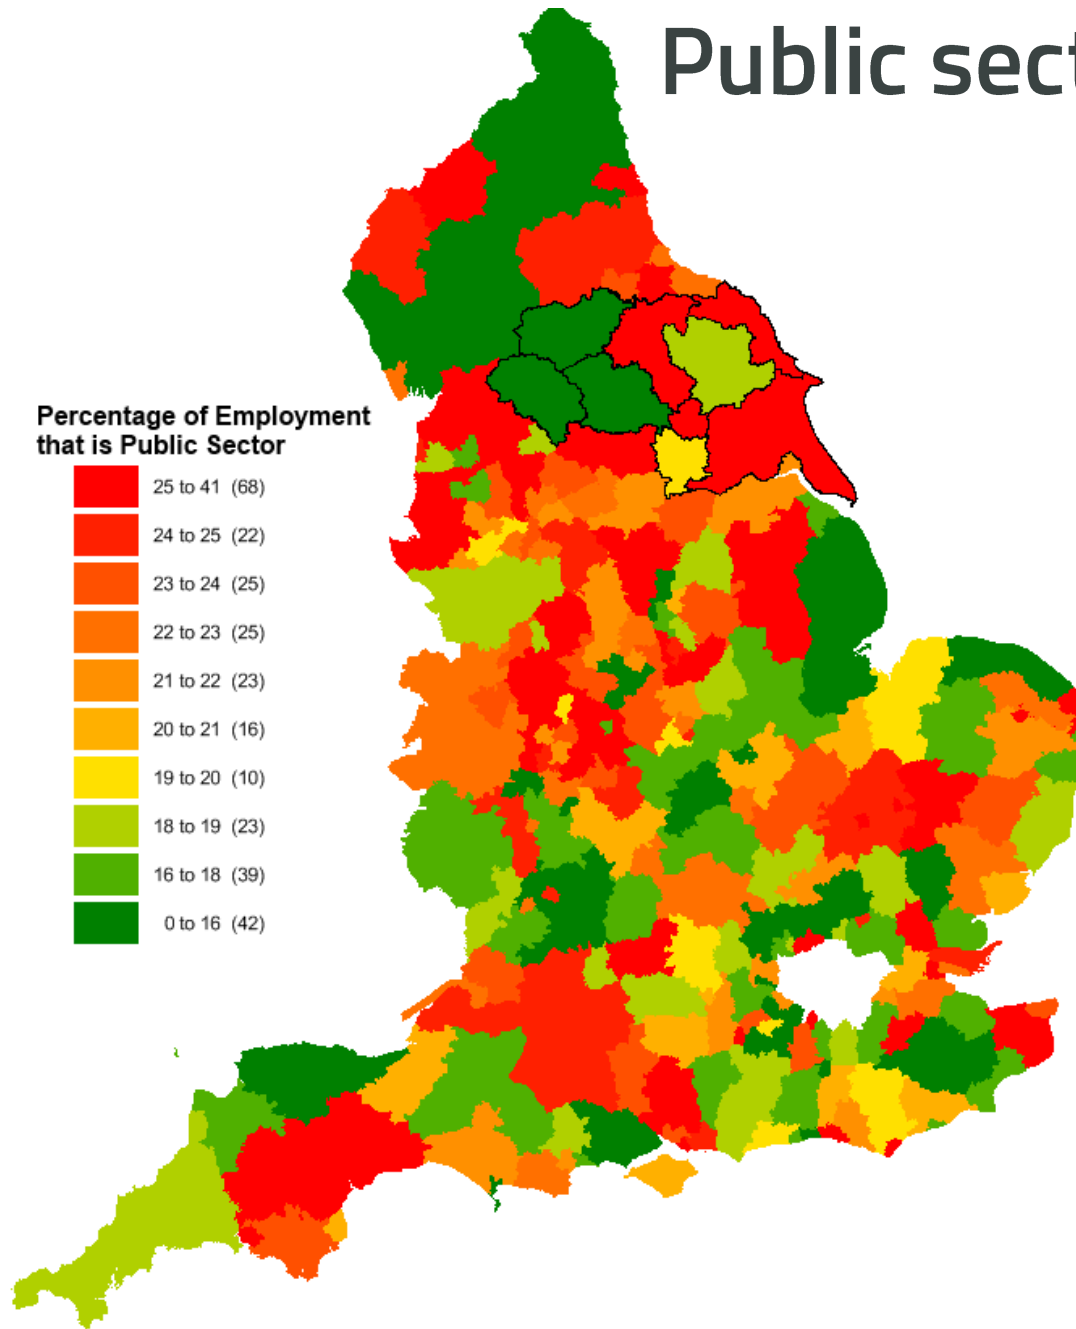 Public sect
Percentage of Employment
that is Public Sector
25 to 41 (68)
24 to 25 (22)
23 to 24 (25)
22 to 23 (25)
21 to 22 (23)
20 to 21 (16)
19 to 20 (10)
18 to 19 (23)
16 to 18 (39)
0 to 16 (42)